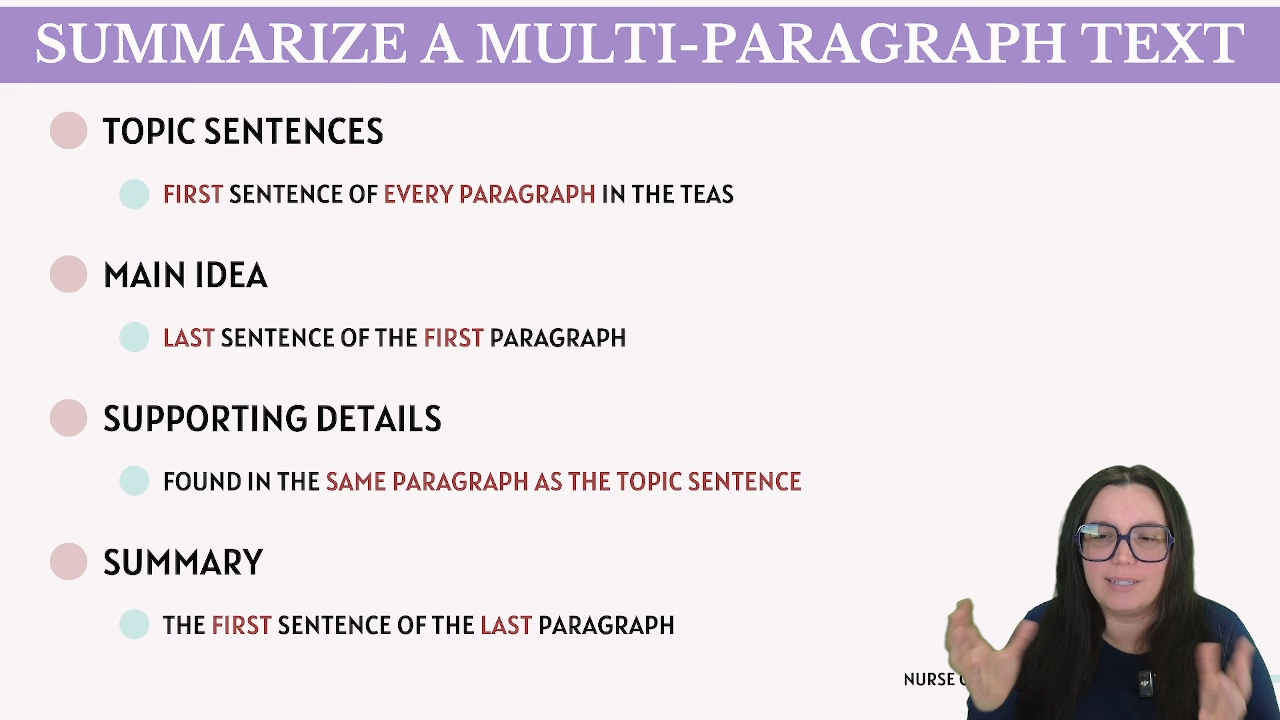 SUMMARIZE A MULTI-PARAGRAPH TEXT
TOPIC SENTENCES
FIRST SENTENCE OF EVERY PARAGRAPH IN THE TEAS
MAIN IDEA
LAST SENTENCE OF THE FIRST PARAGRAPH
SUPPORTING DETAILS
FOUND IN THE SAME PARAGRAPH AS THE TOPIC SENTENCE
SUMMARY
THE FIRST SENTENCE OF THE LAST PARAGRAPH
NURSE